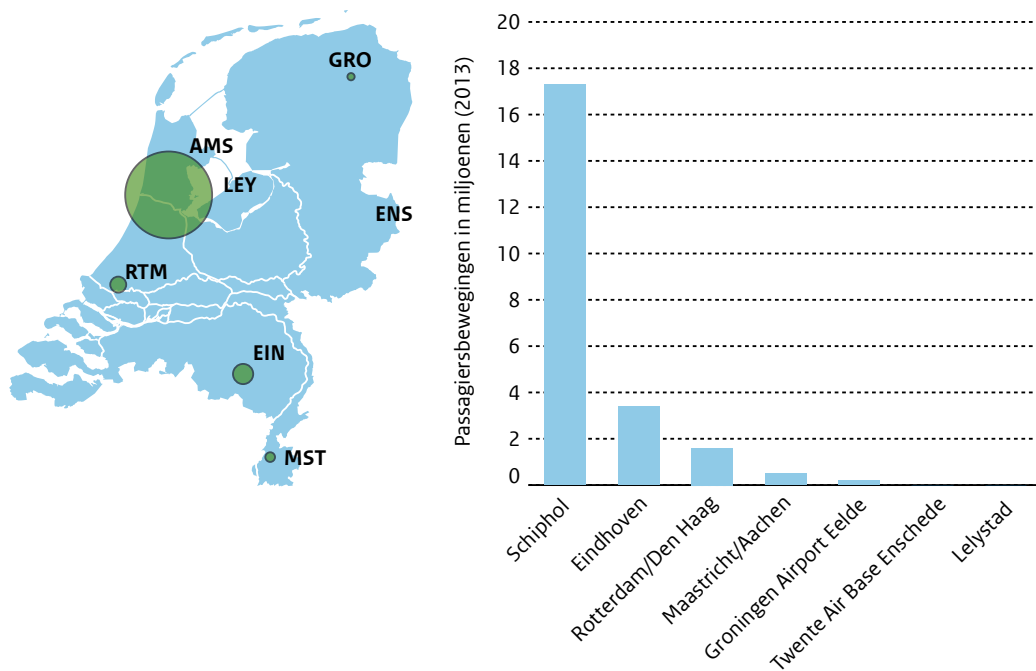 GRO
AMS
LEY
ENS
RTM
EIN
MST
Passagiersbewegingen in miljoenen (2013)
20
18
16
14
12
10
8
6
4
2
0
Schiphol
Eindhoven
Rotterdam/Den Haag
Maastricht/Aachen
Groningen Airport Eelde
Twente Air Base Enschede
Lelystad